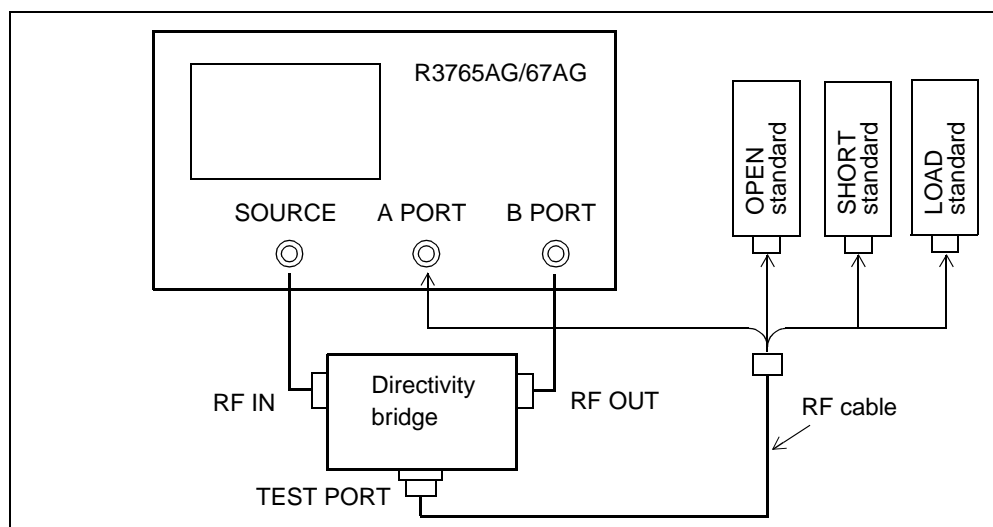 R3765AG/67AG
SOURCE
A PORT
B PORT
OPEN
standard
SHORT
standard
LOAD
standard
RF IN
Directivity
bridge
RF OUT
RF cable
TEST PORT